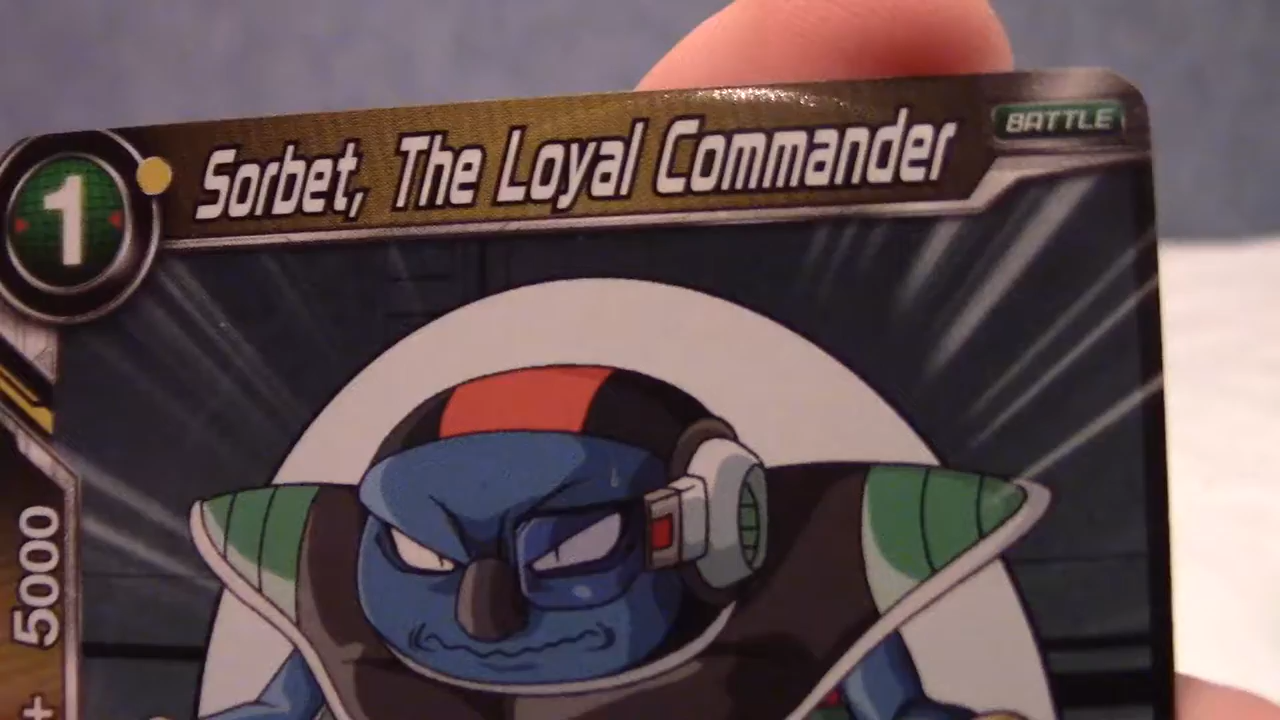 1
Sorbet, The Loyal Commander
BATTLE
+ 5000